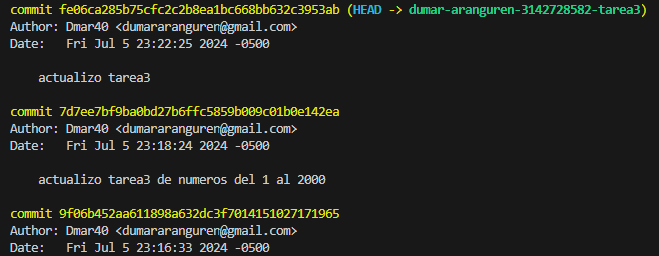 commit fe06ca285b75cfc2c2b8ea1bc668bb632c3953ab (HEAD -> dumar-aranguren-3142728582-tarea3)
Author: Dmar40 <dumararanguren@gmail.com>
Date:   Fri Jul 5 23:22:25 2024 -0500
    actualizo tarea3
commit 7d7ee7bf9ba0bd27b6ffc5859b009c01b0e142ea
Author: Dmar40 <dumararanguren@gmail.com>
Date:   Fri Jul 5 23:18:24 2024 -0500
    actualizo tarea3 de numeros del 1 al 2000
commit 9f06b452aa611898a632dc3f7014151027171965
Author: Dmar40 <dumararanguren@gmail.com>
Date:   Fri Jul 5 23:16:33 2024 -0500